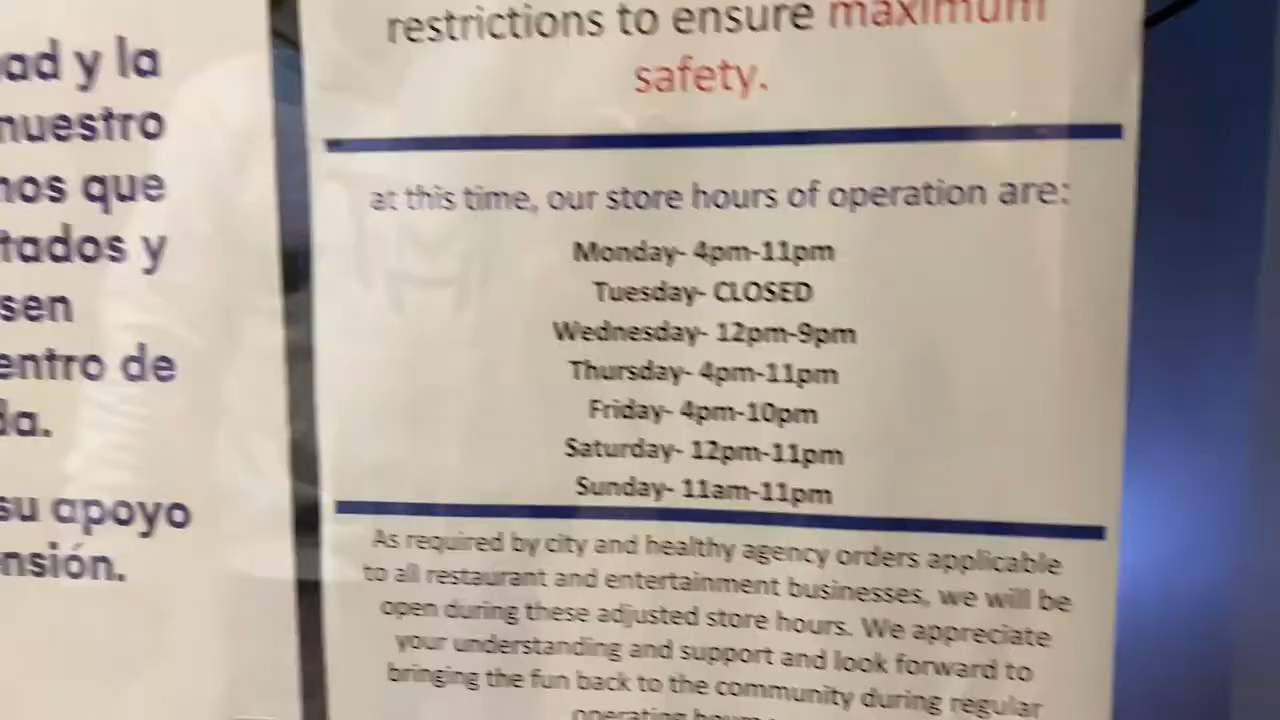 ad y la
nuestro
nos que
tados y
sen
entro de
da.
su apoyo
nsión.
restrictions to ensure maximum
safety.
at this time, our store hours of operation are:
Monday- 4pm-11pm
Tuesday- CLOSED
Wednesday- 12pm-9pm
Thursday- 4pm-11pm
Friday- 4pm-10pm
Saturday- 12pm-11pm
Sunday- 11am-11pm
As required by city and healthy agency orders applicable
to all restaurant and entertainment businesses, we will be
open during these adjusted store hours. We appreciate
your understanding and support and look forward to
bringing the fun back to the community during regular
operating hours